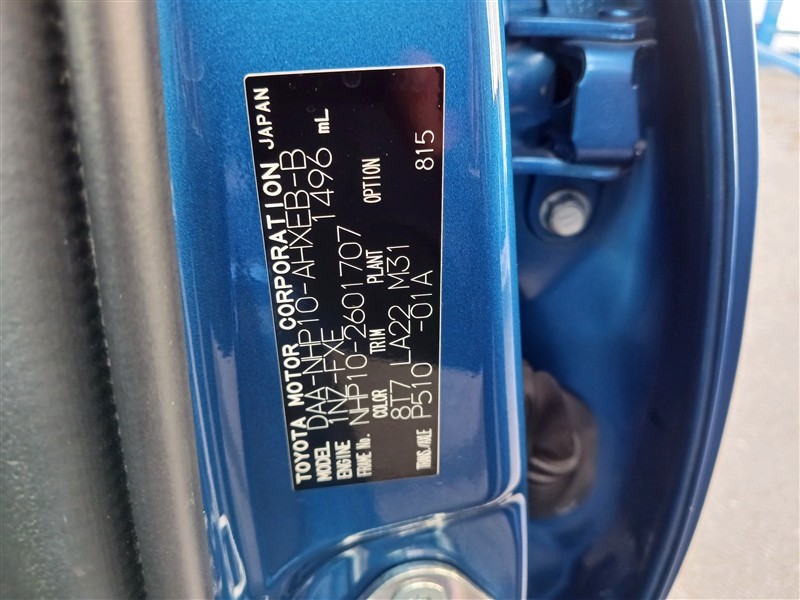 TOYOTA MOTOR CORPORATION JAPAN
MODEL DAA-NHP10-AHXEB-B
ENGINE 1NZ-FXE 1496 mL
FRAME No. NHP10-2601707
COLOR TRIM PLANT OPTION
8T7 LA22 M31 815
TRANS/AXLE P510 -01A